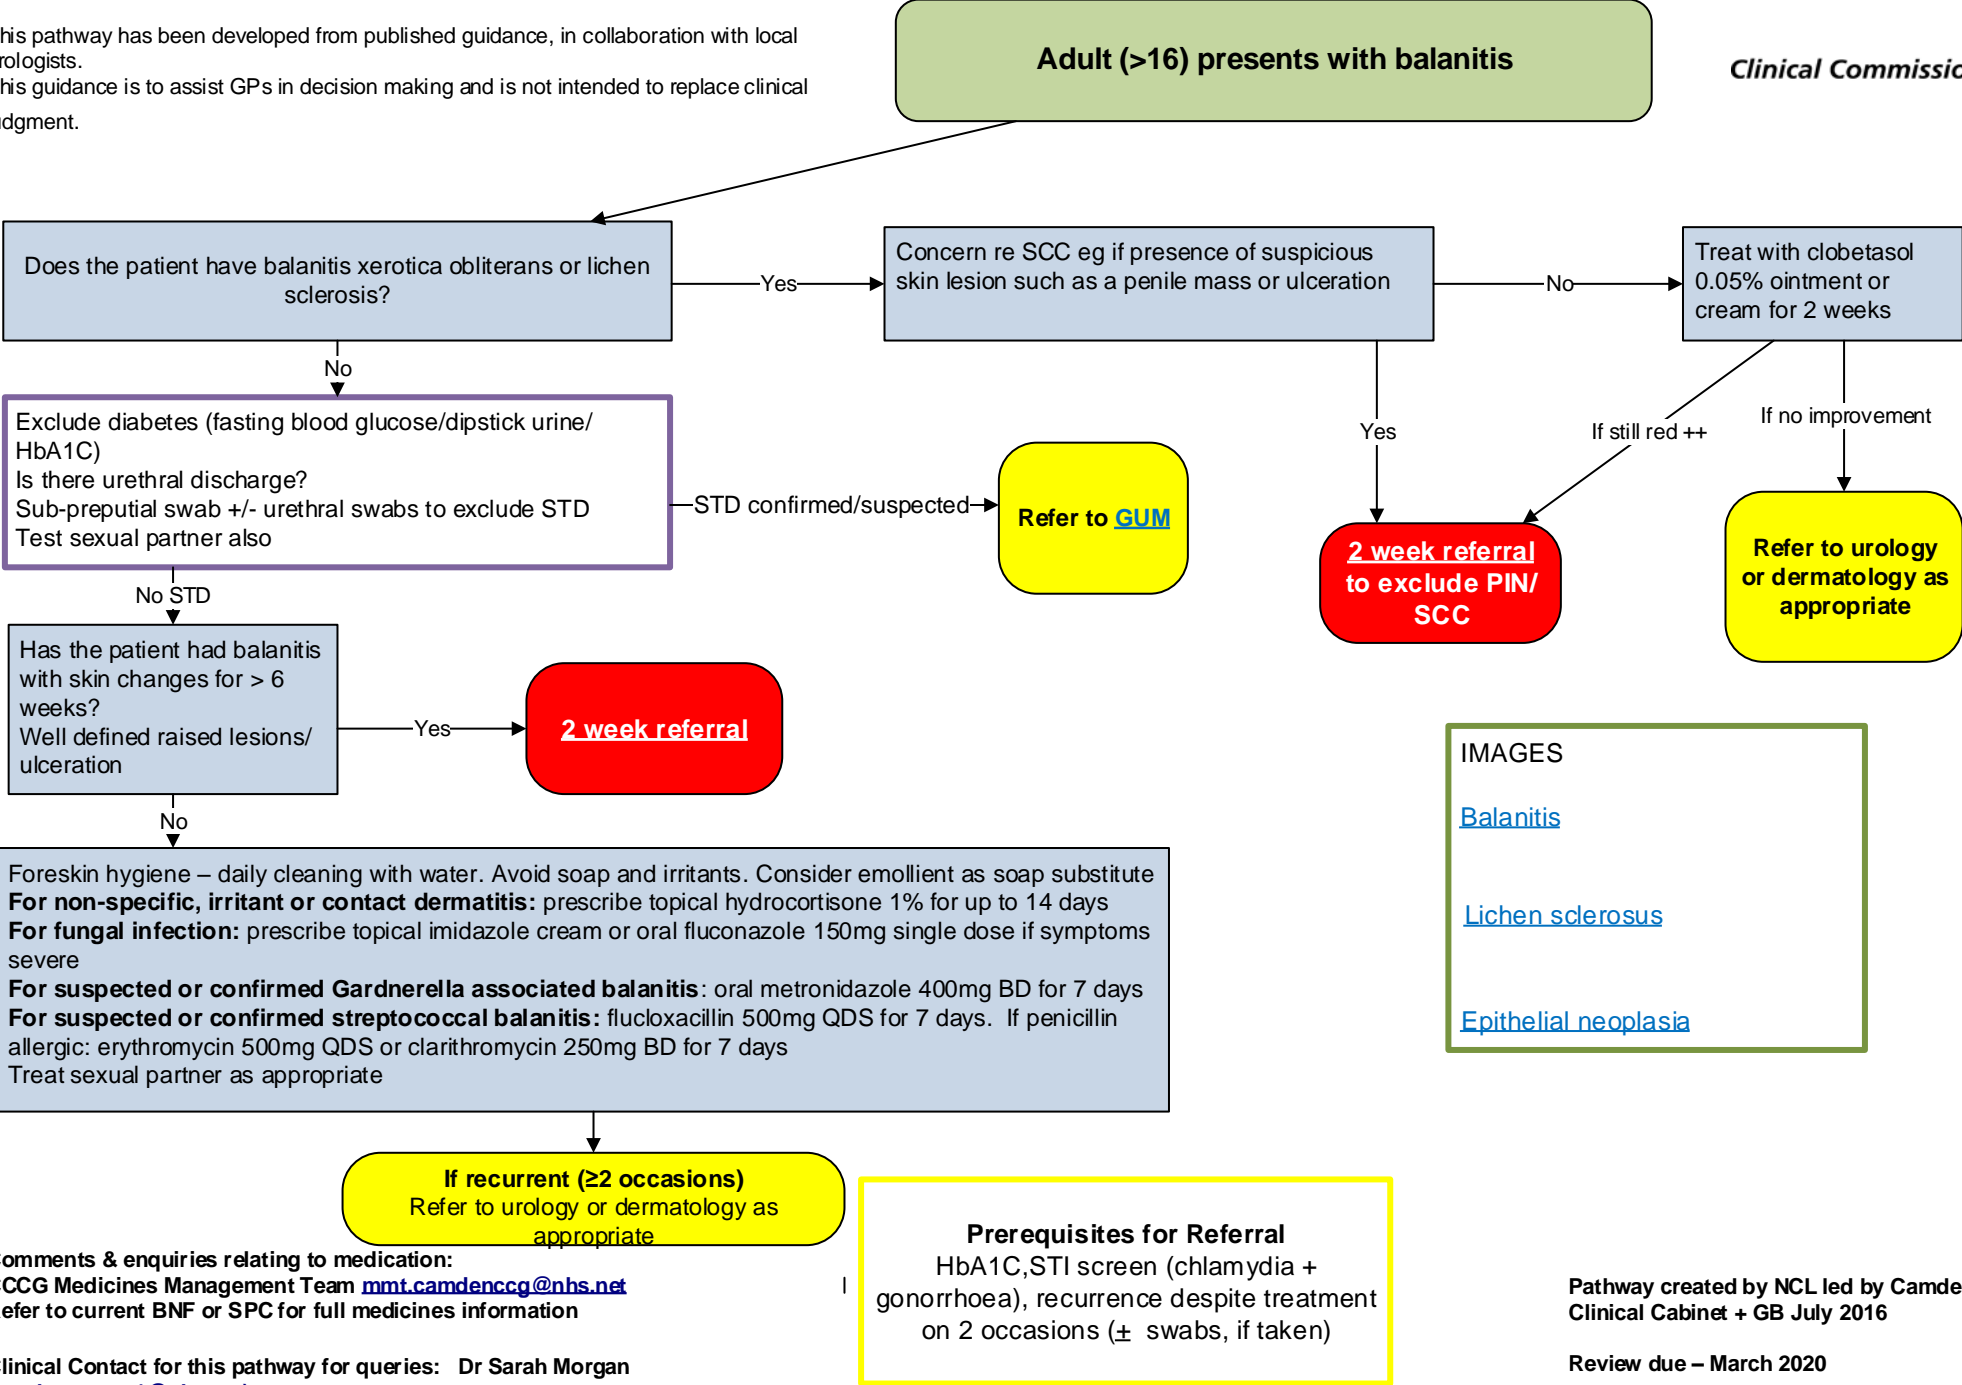 his pathway has been developed from published guidance, in collaboration with local
rologists.
his guidance is to assist GPs in decision making and is not intended to replace clinical
udgment.
Adult (>16) presents with balanitis
Clinical Commissio
Does the patient have balanitis xerotica obliterans or lichen
sclerosis?
Yes
Concern re SCC eg if presence of suspicious
skin lesion such as a penile mass or ulceration
No
Treat with clobetasol
0.05% ointment or
cream for 2 weeks
No
Exclude diabetes (fasting blood glucose/dipstick urine/
HbA1C)
Is there urethral discharge?
Sub-preputial swab +/- urethral swabs to exclude STD
Test sexual partner also
STD confirmed/suspected
Refer to GUM
Yes
If still red ++
If no improvement
2 week referral
to exclude PIN/
SCC
Refer to urology
or dermatology as
appropriate
No STD
Has the patient had balanitis
with skin changes for > 6
weeks?
Well defined raised lesions/
ulceration
Yes
2 week referral
IMAGES
Balanitis
Lichen sclerosus
Epithelial neoplasia
No
Foreskin hygiene – daily cleaning with water. Avoid soap and irritants. Consider emollient as soap substitute
For non-specific, irritant or contact dermatitis: prescribe topical hydrocortisone 1% for up to 14 days
For fungal infection: prescribe topical imidazole cream or oral fluconazole 150mg single dose if symptoms
severe
For suspected or confirmed Gardnerella associated balanitis: oral metronidazole 400mg BD for 7 days
For suspected or confirmed streptococcal balanitis: flucloxacillin 500mg QDS for 7 days.  If penicillin
allergic: erythromycin 500mg QDS or clarithromycin 250mg BD for 7 days
Treat sexual partner as appropriate
If recurrent (≥2 occasions)
Refer to urology or dermatology as
appropriate
Prerequisites for Referral
HbA1C,STI screen (chlamydia +
gonorrhoea), recurrence despite treatment
on 2 occasions (± swabs, if taken)
omments & enquiries relating to medication:
CCG Medicines Management Team mmt.camdenccg@nhs.net
l
efer to current BNF or SPC for full medicines information
linical Contact for this pathway for queries: Dr Sarah Morgan
Pathway created by NCL led by Camde
Clinical Cabinet + GB July 2016
Review due – March 2020